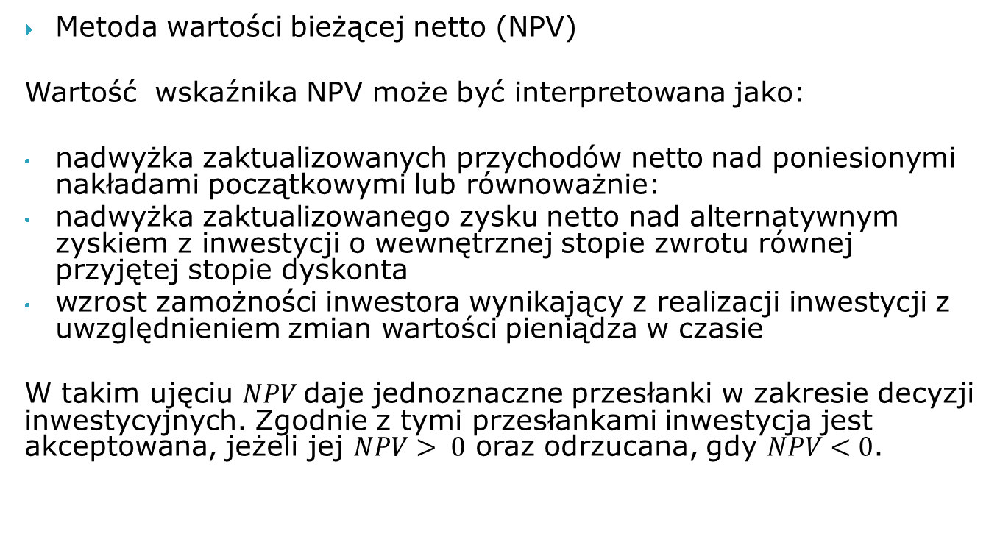 Metoda wartości bieżącej netto (NPV)
Wartość wskaźnika NPV może być interpretowana jako:
• nadwyżka zaktualizowanych przychodów netto nad poniesionymi
nakładami początkowymi lub równoważnie:
• nadwyżka zaktualizowanego zysku netto nad alternatywnym
zyskiem z inwestycji o wewnętrznej stopie zwrotu równej
przyjętej stopie dyskonta
• wzrost zamożności inwestora wynikający z realizacji inwestycji z
uwzględnieniem zmian wartości pieniądza w czasie
W takim ujęciu NPV daje jednoznaczne przesłanki w zakresie decyzji
inwestycyjnych. Zgodnie z tymi przesłankami inwestycja jest
akceptowana, jeżeli jej NPV > 0 oraz odrzucana, gdy NPV < 0.